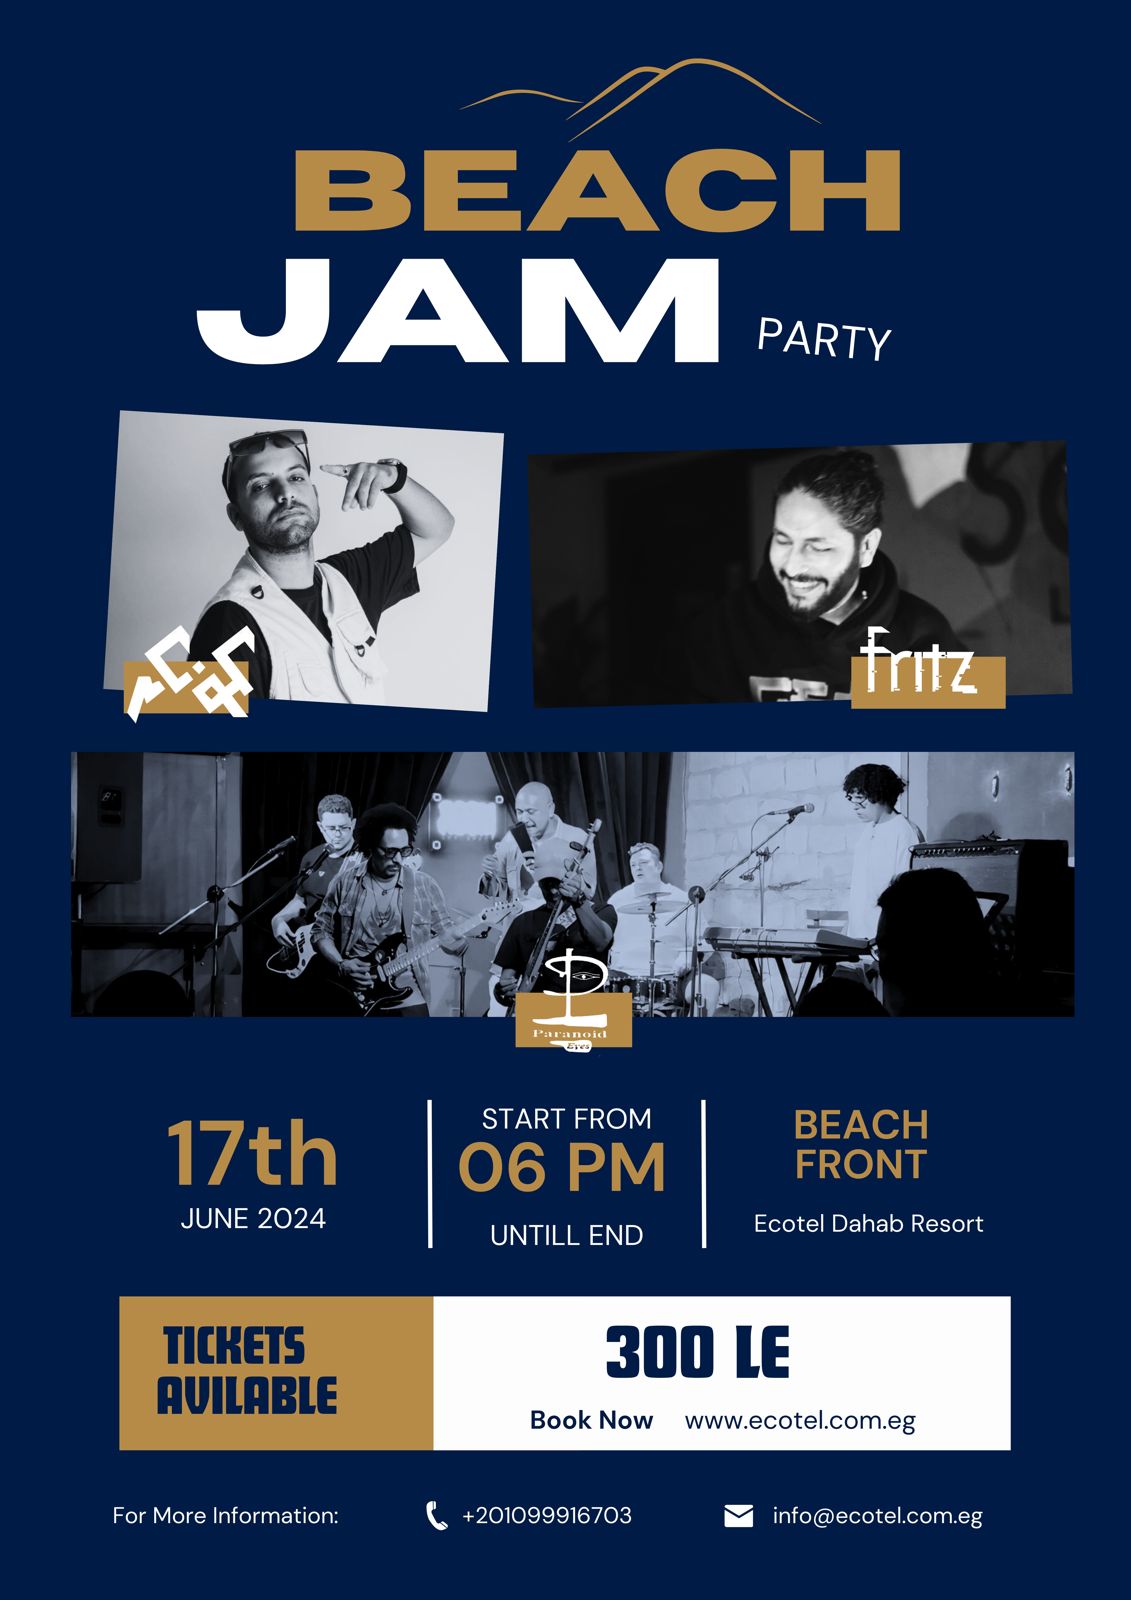 BEACH
JAM PARTY
fritz
Paranoid
Eyes
17th
JUNE 2024
START FROM
06 PM
UNTILL END
BEACH
FRONT
Ecotel Dahab Resort
TICKETS
AVILABLE
300 LE
Book Now www.ecotel.com.eg
For More Information: +201099916703 info@ecotel.com.eg